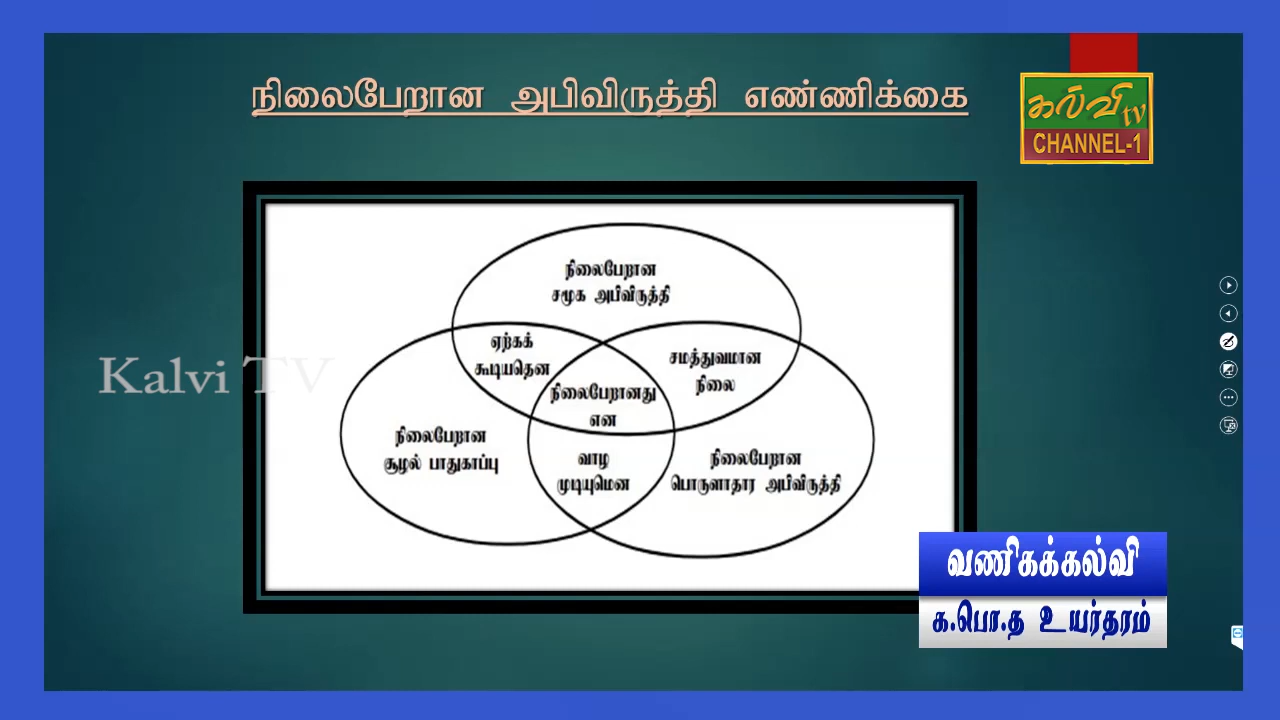 நிலைபேறான அபிவிருத்தி எண்ணிக்கை
கல்வி tv
CHANNEL-1
நிலைபேறான
சமூக அபிவிருத்தி
ஏற்கக்
கூடியதென
சமத்துவமான
நிலை
Kalvi TV
நிலைபேறானது
என
நிலைபேறான
சூழல் பாதுகாப்பு
வாழ
முடியுமென
நிலைபேறான
பொருளாதார அபிவிருத்தி
வணிகக்கல்வி
க.பொ.த உயர்தரம்